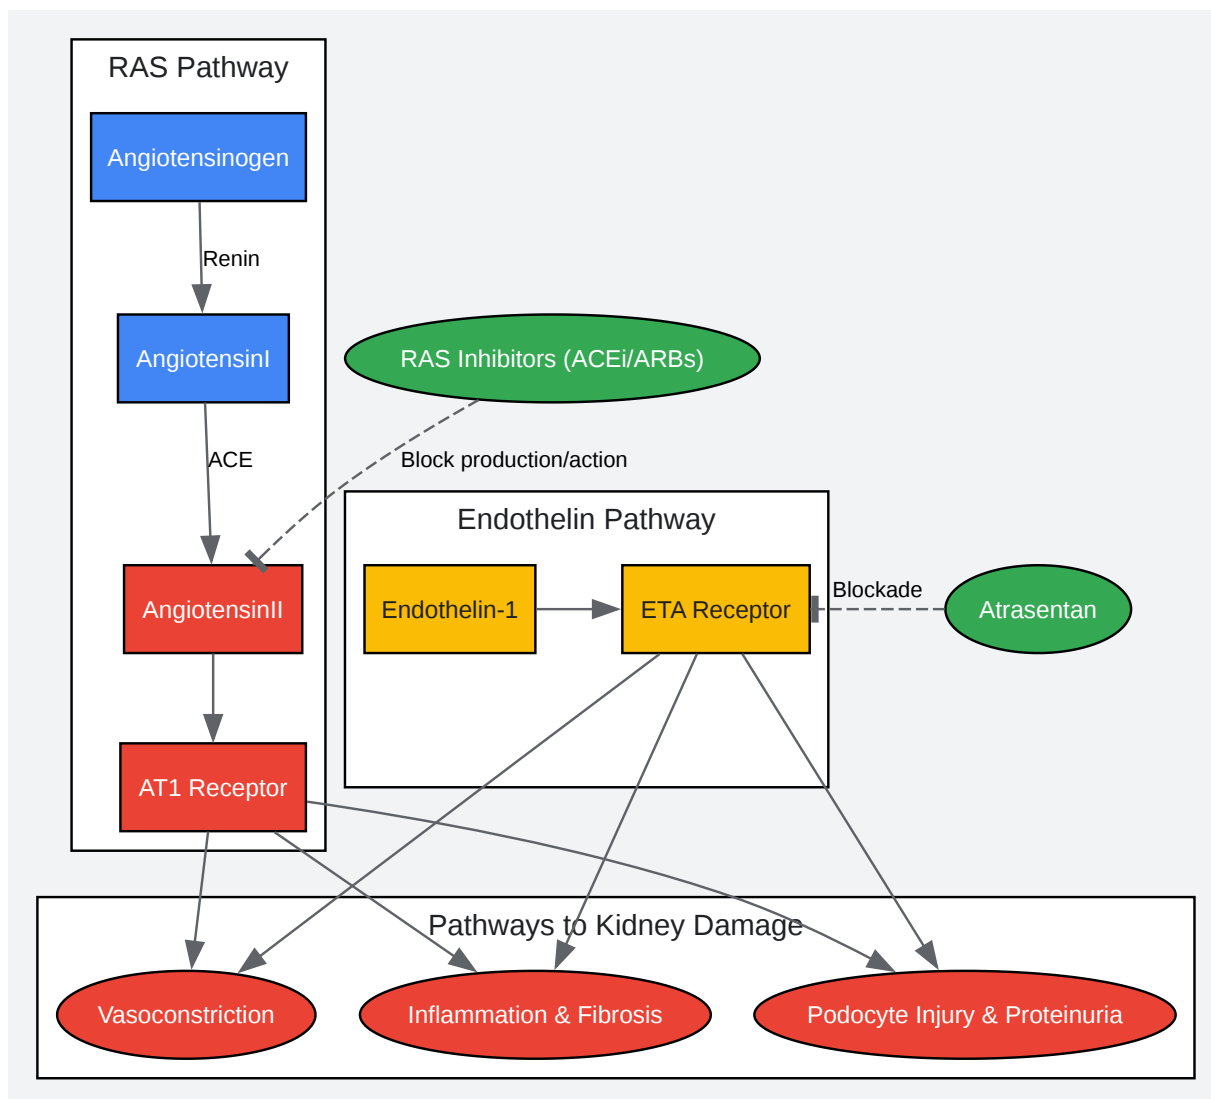 RAS Pathway
Angiotensinogen
Renin
AngiotensinI
RAS Inhibitors (ACEi/ARBs)
ACE
Block production/action
Endothelin Pathway
AngiotensinII
Endothelin-1
ETA Receptor
Blockade
Atrasentan
AT1 Receptor
Pathways to Kidney Damage
Vasoconstriction
Inflammation & Fibrosis
Podocyte Injury & Proteinuria